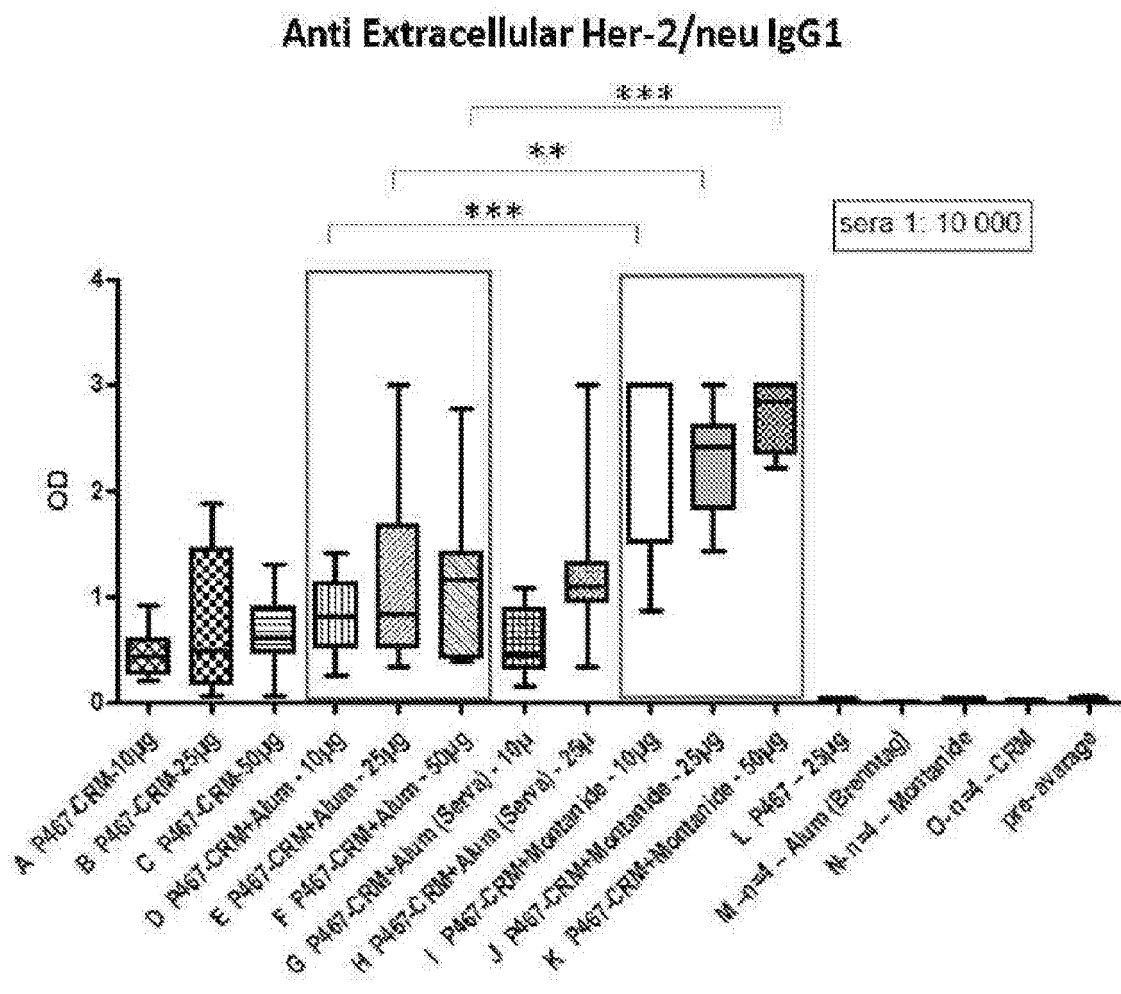 Anti Extracellular Her-2/neu IgG1
***
**
***
sera 1: 10 000
4
3
2
1
0
OD
A P467-CRM-10µg
B P467-CRM-25µg
C P467-CRM-50µg
D P467-CRM+Alum - 10µg
E P467-CRM+Alum - 25µg
F P467-CRM+Alum - 50µg
G P467-CRM+Alum (Serva) - 10µ
H P467-CRM+Alum (Serva) - 25µ
I P467-CRM+Montanide - 10µg
J P467-CRM+Montanide - 25µg
K P467-CRM+Montanide - 50µg
L P467 - 25µg
M -n=4 - Alum (Brenntag)
N- n=4 - Montanide
O- n=4 - CRM
pre- avarage